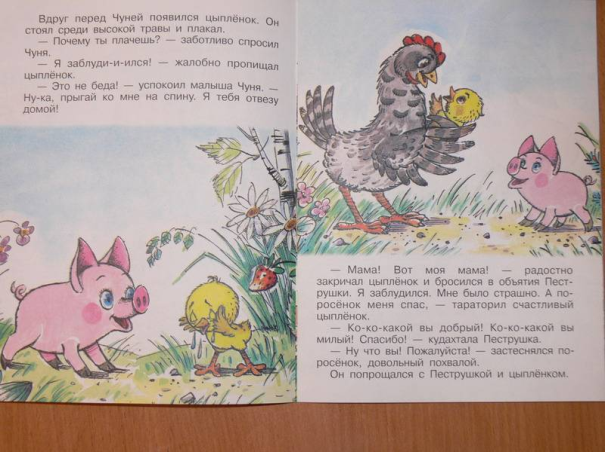 Вдруг перед Чуней появился цыплёнок. Он
стоял среди высокой травы и плакал.
— Почему ты плачешь? — заботливо спросил
Чуня.
— Я заблуди-и-ился! — жалобно пропищал
цыплёнок.
— Это не беда! — успокоил малыша Чуня. —
Ну-ка, прыгай ко мне на спину. Я тебя отвезу
домой!
— Мама! Вот моя мама! — радостно
закричал цыплёнок и бросился в объятия Пест-
рушки. Я заблудился. Мне было страшно. А по-
росёнок меня спас, — тараторил счастливый
цыплёнок.
— Ко-ко-какой вы добрый! Ко-ко-какой вы
милый! Спасибо! — кудахтала Пеструшка.
— Ну что вы! Пожалуйста! — застеснялся по-
росёнок, довольный похвалой.
Он попрощался с Пеструшкой и цыплёнком.